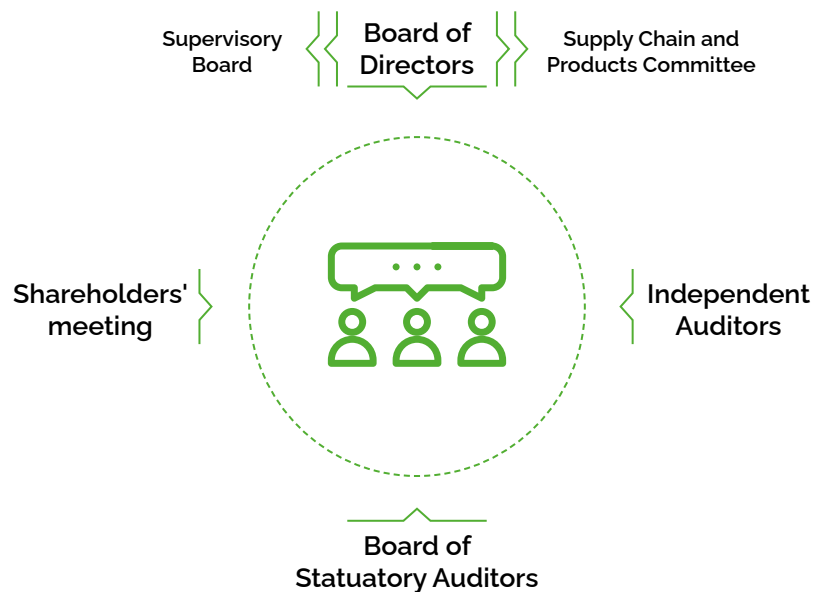 Supervisory
Board
Board of
Directors
Supply Chain and
Products Committee
Shareholders'
meeting
Independent
Auditors
Board of
Statuatory Auditors